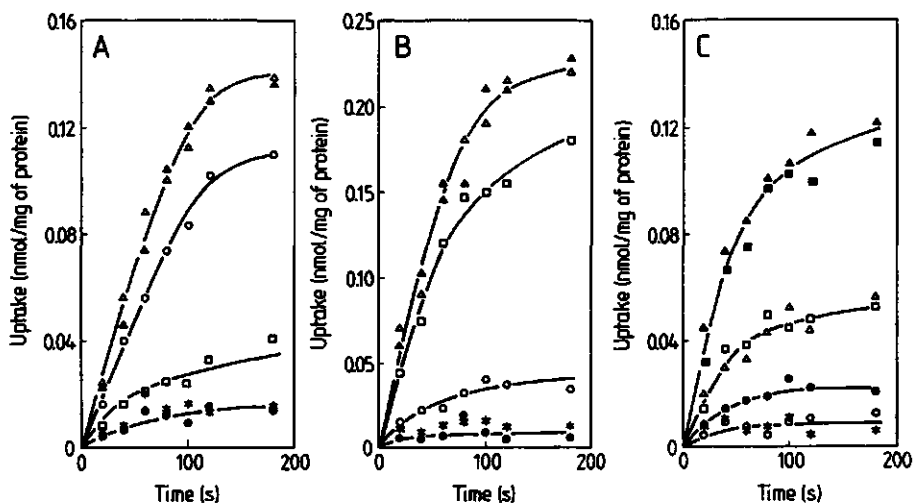 A
Uptake (nmol/mg of protein)
0.16
0.12
0.08
0.04
0
0
100
200
Time (s)
B
Uptake (nmol/mg of protein)
0.25
0.20
0.15
0.10
0.05
0
0
100
200
Time (s)
C
Uptake (nmol/mg of protein)
0.16
0.12
0.08
0.04
0
0
100
200
Time (s)